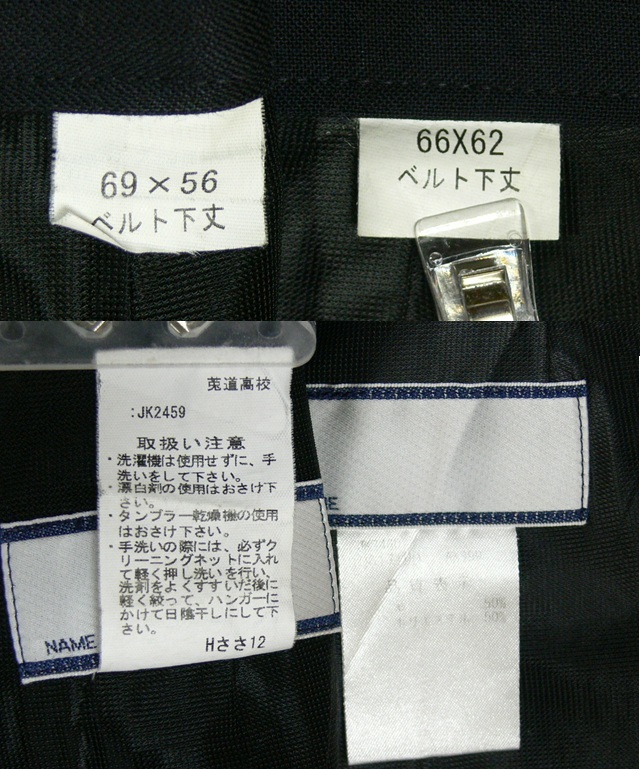 69×56
ベルト下丈
66X62
ベルト下丈
莵道高校
:JK2459
取扱い注意
・洗濯機は使用せずに、手
洗いをして下さい。
・漂白剤の使用はおさけ下
さい。
・タンブラー乾燥機の使用
はおさけ下さい。
・手洗いの際には、必ずク
リーニングネットに入れ
て軽く押し洗いを行い、
洗剤をよくすすいだ後に
軽く絞って、ハンガーに
かけて日陰干しにして下
さい。
Hささ12
NAME
50%
50%